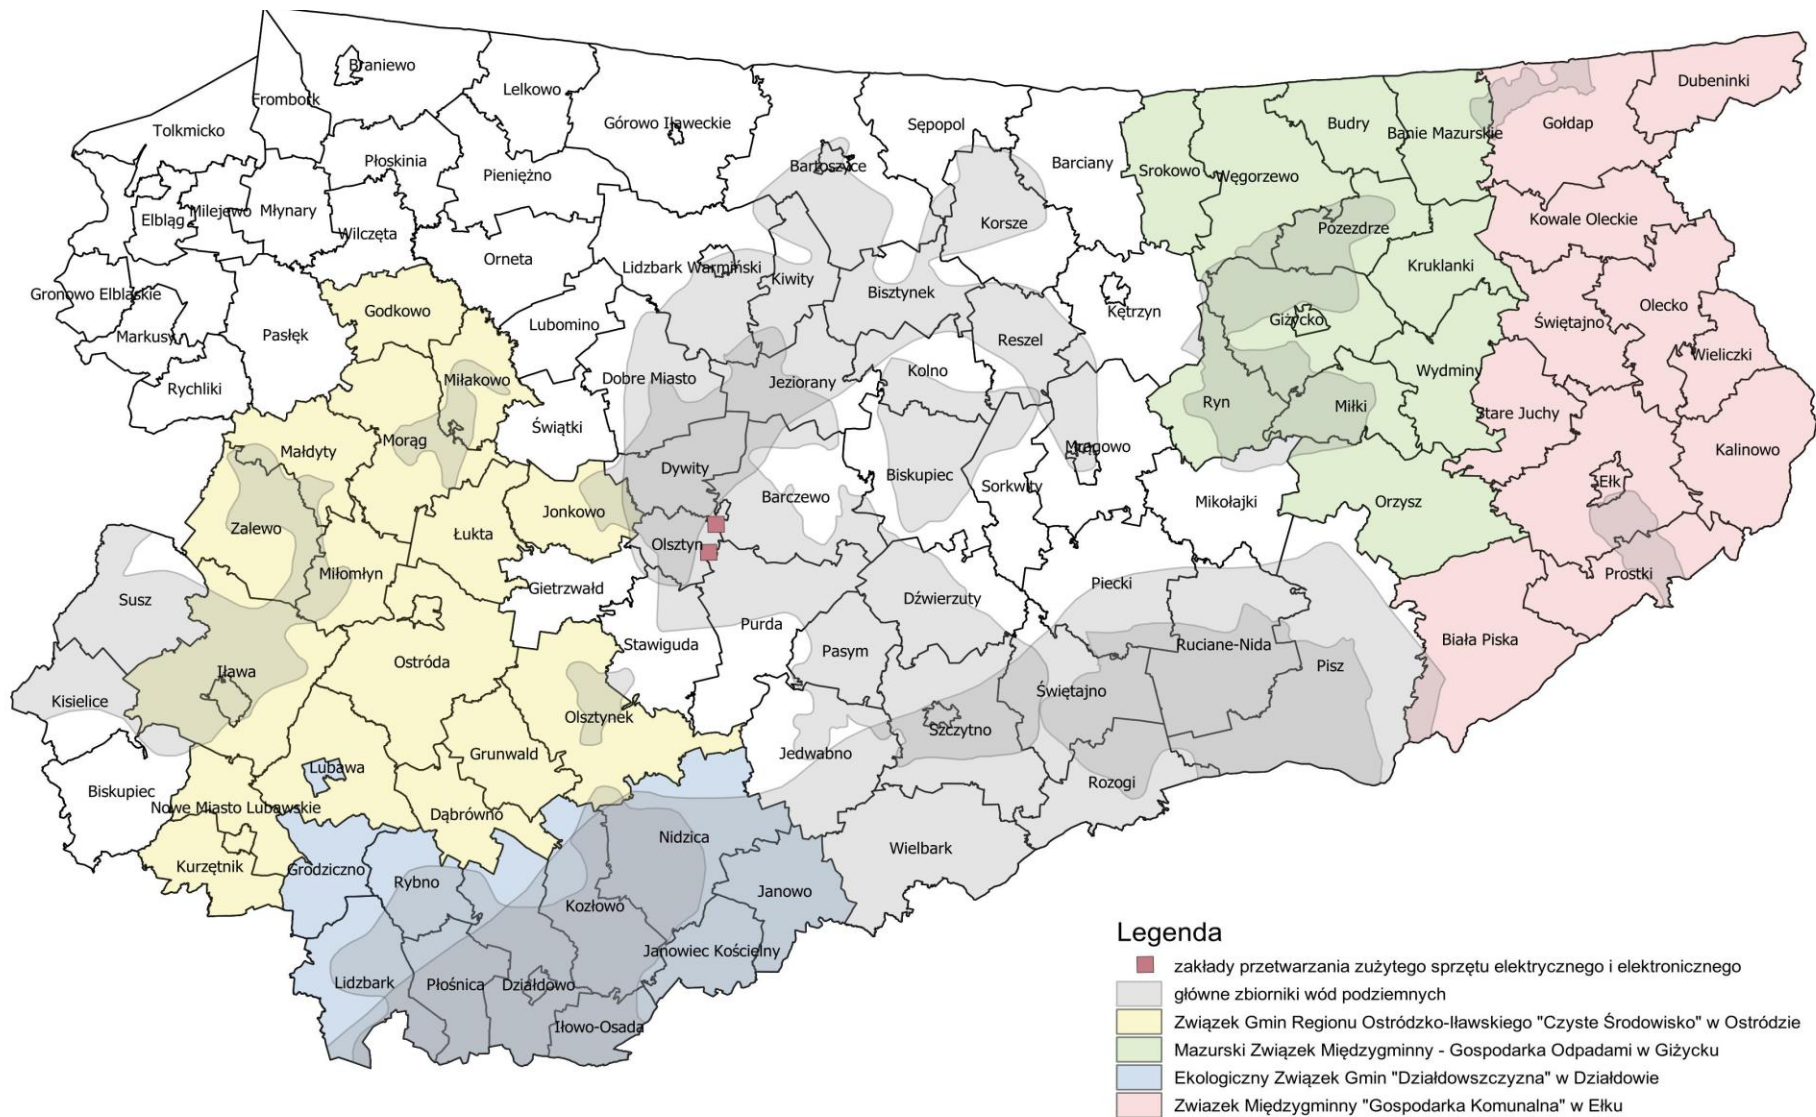 Braniewo
Lelkowo
Frombork
Tolkmicko
Górowo Iławeckie
Sępopol
Dubeninki
Gołdap
Budry
Banie Mazurskie
Płoskinia
Pieniężno
Bartoszyce
Barciany
Srokowo
Węgorzewo
Elbląg
Milejewo
Młynary
Wilczęta
Korsze
Pozezdrze
Kowale Oleckie
Orneta
Lidzbark Warmiński
Kiwity
Bisztynek
Kruklanki
Gronowo Elbląskie
Godkowo
Kętrzyn
Olecko
Markusy
Pasłęk
Lubomino
Reszel
Giżycko
Świętajno
Wieliczki
Rychliki
Miłakowo
Dobre Miasto
Jeziorany
Kolno
Wydminy
Ryn
Miłki
Stare Juchy
Świątki
Małdyty
Morąg
Mrągowo
Kalinowo
Dywity
Biskupiec
Sorkwity
Barczewo
Mikołajki
Orzysz
Ełk
Zalewo
Łukta
Jonkowo
Olsztyn
Miłomłyn
Gietrzwałd
Susz
Dźwierzuty
Piecki
Prostki
Purda
Stawiguda
Pasym
Ruciane-Nida
Biała Piska
Ostróda
Iława
Pisz
Kisielice
Świętajno
Olsztynek
Szczytno
Grunwald
Jedwabno
Lubawa
Rozogi
Biskupiec
Nowe Miasto Lubawskie
Dąbrówno
Nidzica
Wielbark
Kurzętnik
Grodziczno
Rybno
Janowo
Kozłowo
Janowiec Kościelny
Lidzbark
Płośnica
Działdowo
Iłowo-Osada
Legenda
zakłady przetwarzania zużytego sprzętu elektrycznego i elektronicznego
główne zbiorniki wód podziemnych
Związek Gmin Regionu Ostródzko-Iławskiego "Czyste Środowisko" w Ostródzie
Mazurski Związek Międzygminny - Gospodarka Odpadami w Giżycku
Ekologiczny Związek Gmin "Działdowszczyzna" w Działdowie
Zwiazek Międzygminny "Gospodarka Komunalna" w Ełku